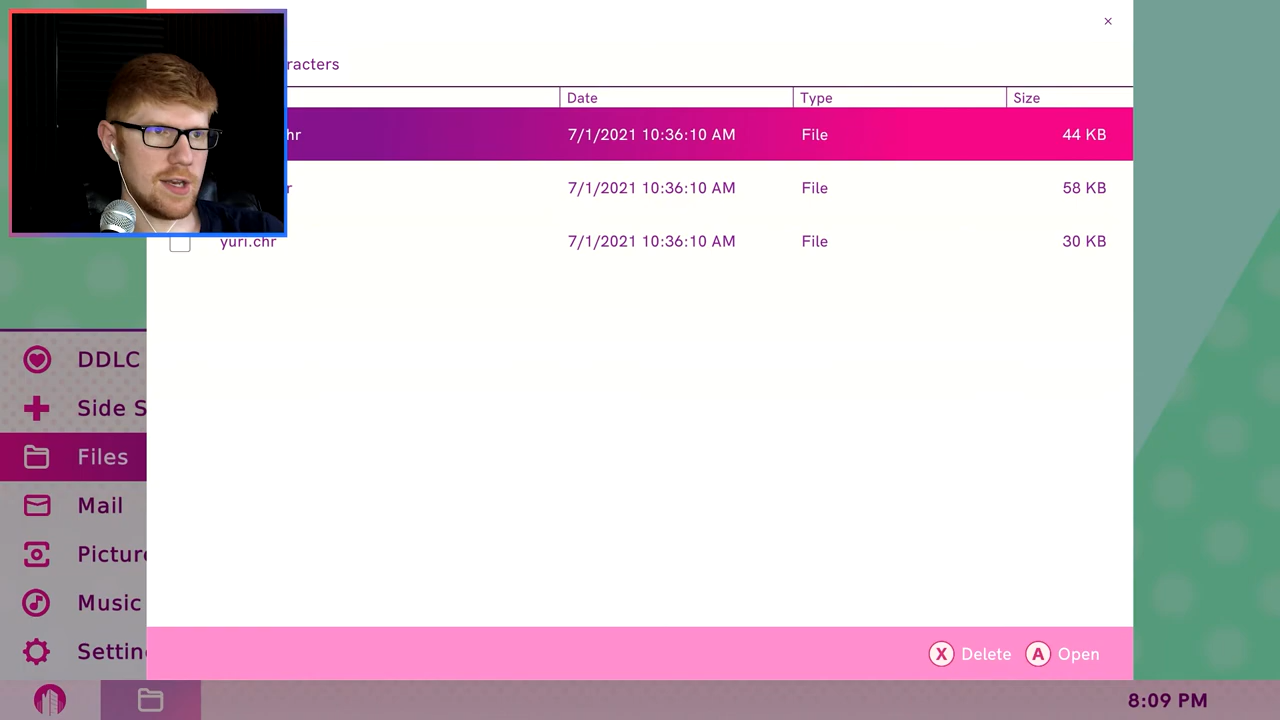 ×
racters
Date Type Size
hr 7/1/2021 10:36:10 AM File 44 KB
r 7/1/2021 10:36:10 AM File 58 KB
yuri.chr 7/1/2021 10:36:10 AM File 30 KB
DDLC
Side S
Files
Mail
Picture
Music
Settin
X Delete A Open
8:09 PM